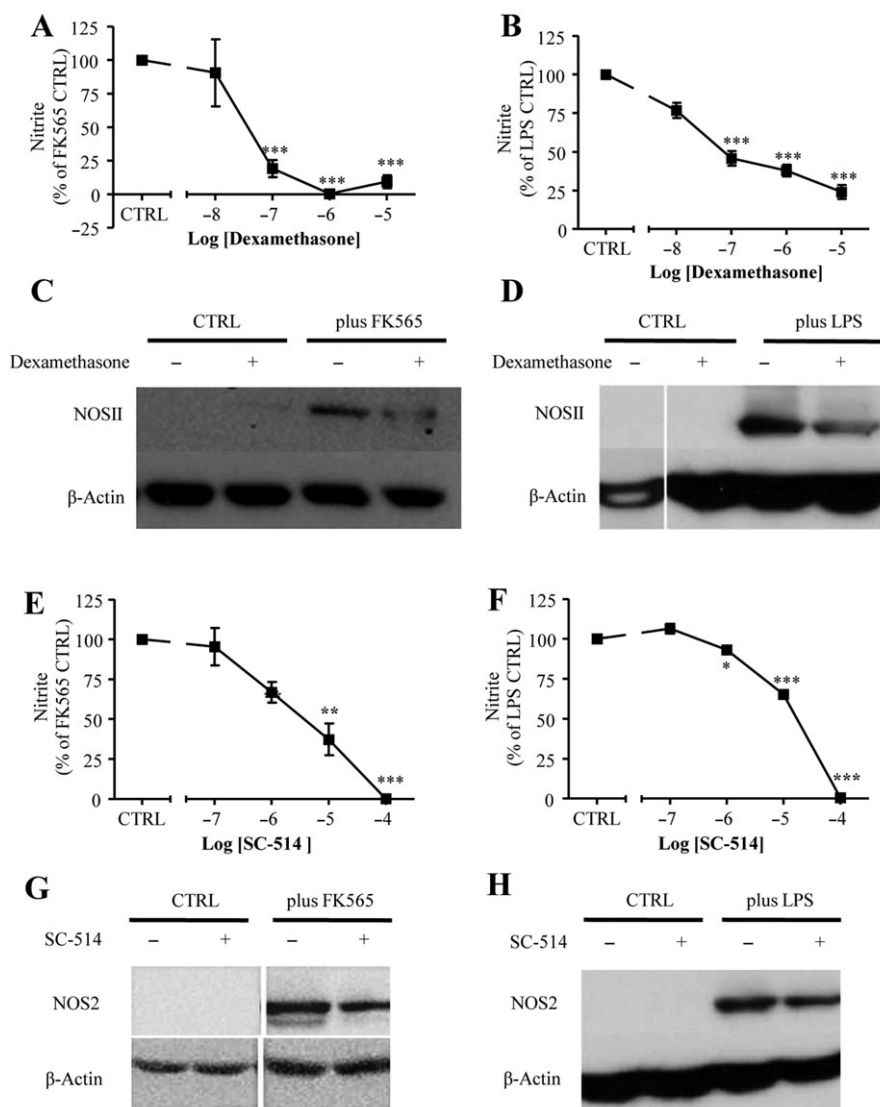 A
Nitrite
(% of FK565 CTRL)
125
100
75
50
25
0
−25
CTRL
−8
−7
−6
−5
***
***
***
Log [Dexamethasone]
B
Nitrite
(% of LPS CTRL)
125
100
75
50
25
0
CTRL
−8
−7
−6
−5
***
***
***
Log [Dexamethasone]
C
CTRL
plus FK565
Dexamethasone
−
+
−
+
NOSII
β-Actin
D
CTRL
plus LPS
Dexamethasone
−
+
−
+
NOSII
β-Actin
E
Nitrite
(% of FK565 CTRL)
125
100
75
50
25
0
CTRL
−7
−6
−5
−4
**
***
Log [SC-514 ]
F
Nitrite
(% of LPS CTRL)
125
100
75
50
25
0
CTRL
−7
−6
−5
−4
*
***
***
Log [SC-514]
G
CTRL
plus FK565
SC-514
−
+
−
+
NOS2
β-Actin
H
CTRL
plus LPS
SC-514
−
+
−
+
NOS2
β-Actin